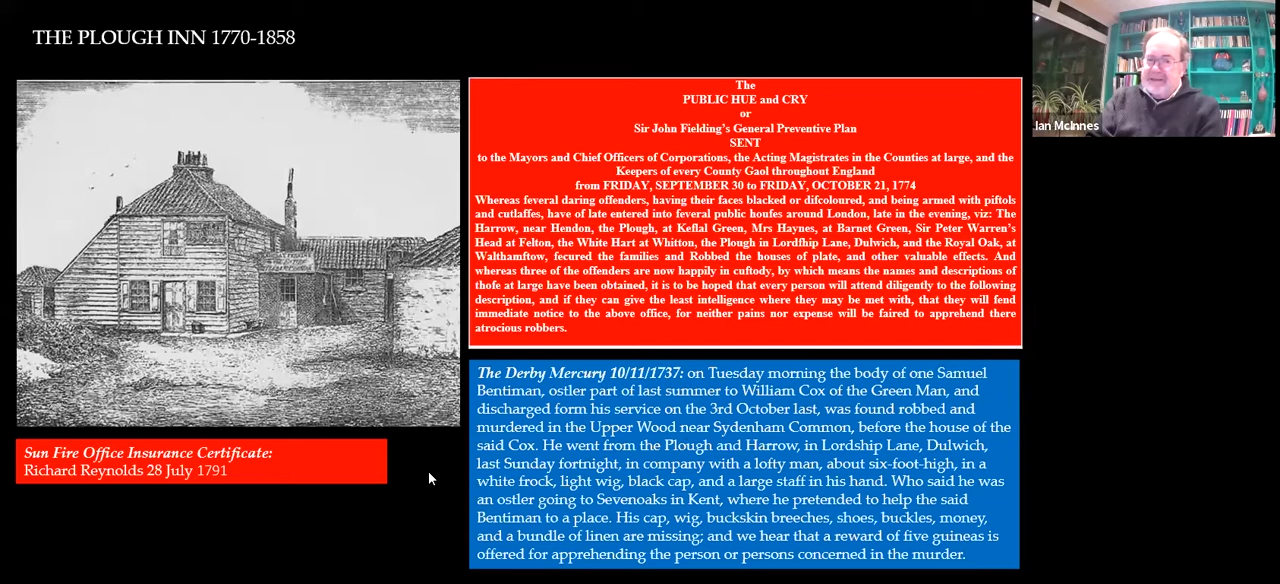 THE PLOUGH INN 1770-1858
The
PUBLIC HUE and CRY
or
Sir John Fielding's General Preventive Plan
SENT
to the Mayors and Chief Officers of Corporations, the Acting Magistrates in the Counties at large, and the
Keepers of every County Gaol throughout England
from FRIDAY, SEPTEMBER 30 to FRIDAY, OCTOBER 21, 1774
Whereas feveral daring offenders, having their faces blacked or difcoloured, and being armed with piftols
and cutlaffes, have of late entered into feveral public houfes around London, late in the evening, viz: The
Harrow, near Hendon, the Plough, at Keflal Green, Mrs Haynes, at Barnet Green, Sir Peter Warren's
Head at Felton, the White Hart at Whitton, the Plough in Lordfhip Lane, Dulwich, and the Royal Oak, at
Walthamftow, fecured the families and Robbed the houses of plate, and other valuable effects. And
whereas three of the offenders are now happily in cuftody, by which means the names and descriptions of
thofe at large have been obtained, it is to be hoped that every person will attend diligently to the following
description, and if they can give the least intelligence where they may be met with, that they will fend
immediate notice to the above office, for neither pains nor expense will be faired to apprehend there
atrocious robbers.
The Derby Mercury 10/11/1737: on Tuesday morning the body of one Samuel
Bentiman, ostler part of last summer to William Cox of the Green Man, and
discharged form his service on the 3rd October last, was found robbed and
murdered in the Upper Wood near Sydenham Common, before the house of the
said Cox. He went from the Plough and Harrow, in Lordship Lane, Dulwich,
last Sunday fortnight, in company with a lofty man, about six-foot-high, in a
white frock, light wig, black cap, and a large staff in his hand. Who said he was
an ostler going to Sevenoaks in Kent, where he pretended to help the said
Bentiman to a place. His cap, wig, buckskin breeches, shoes, buckles, money,
and a bundle of linen are missing; and we hear that a reward of five guineas is
offered for apprehending the person or persons concerned in the murder.
Sun Fire Office Insurance Certificate:
Richard Reynolds 28 July 1791
Ian McInnes